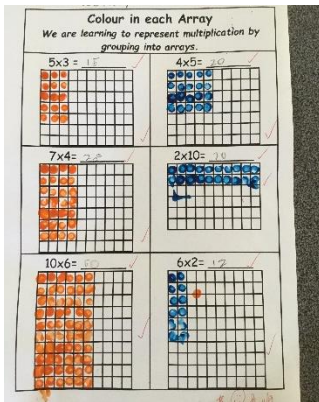 Colour in each Array
We are learning to represent multiplication by
grouping into arrays.
5x3 = 15
4x5= 20
7x4= 28
2x10= 20
10x6= 60
6x2= 12